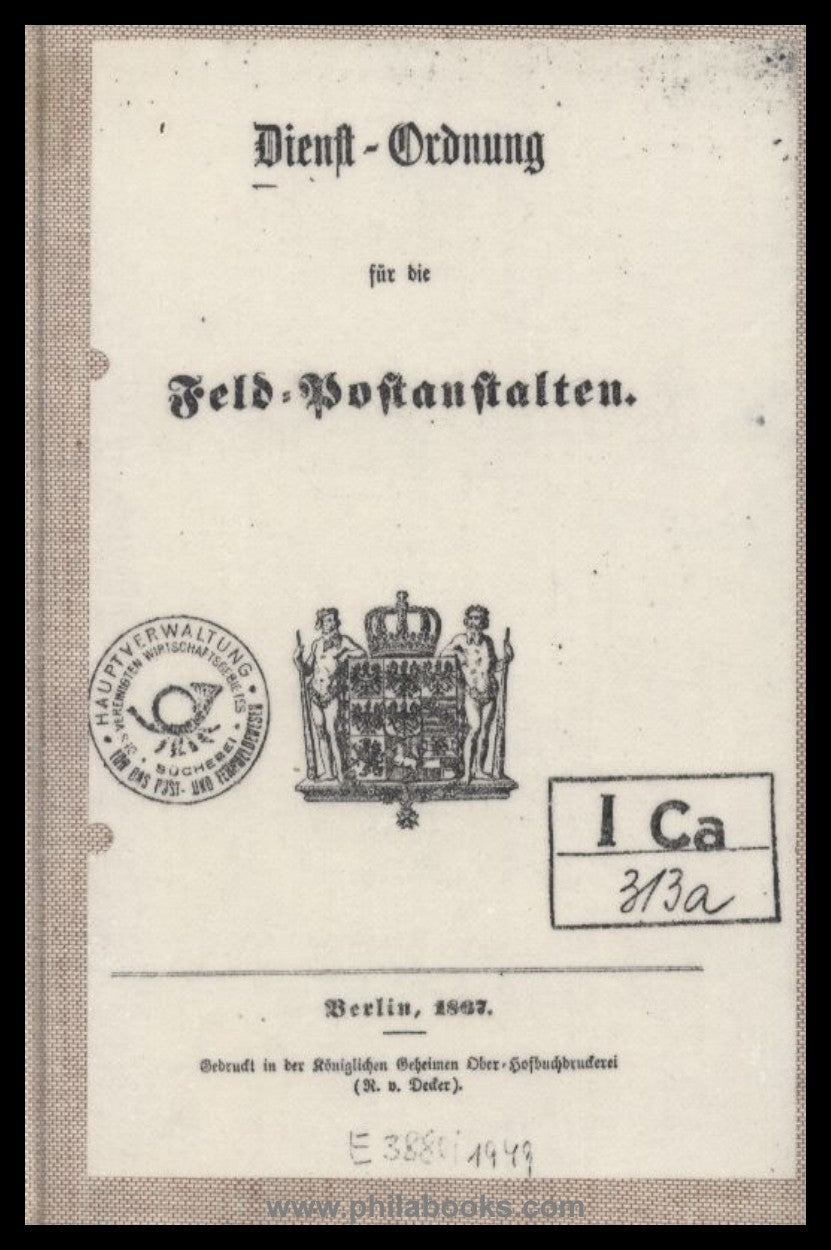 Dienst-Ordnung
für die
Feld-Postanstalten.
HAUPTVERWALTUNG
FÜR DAS POST- UND FERNMELDEWESEN
DES VEREINIGTEN WIRTSCHAFTSGEBIETES
BÜCHEREI
I Ca
313a
Berlin, 1867.
Gedruckt in der Königlichen Geheimen Ober-Hofbuchdruckerei
(R. v. Decker).
1949
www.philabooks.com